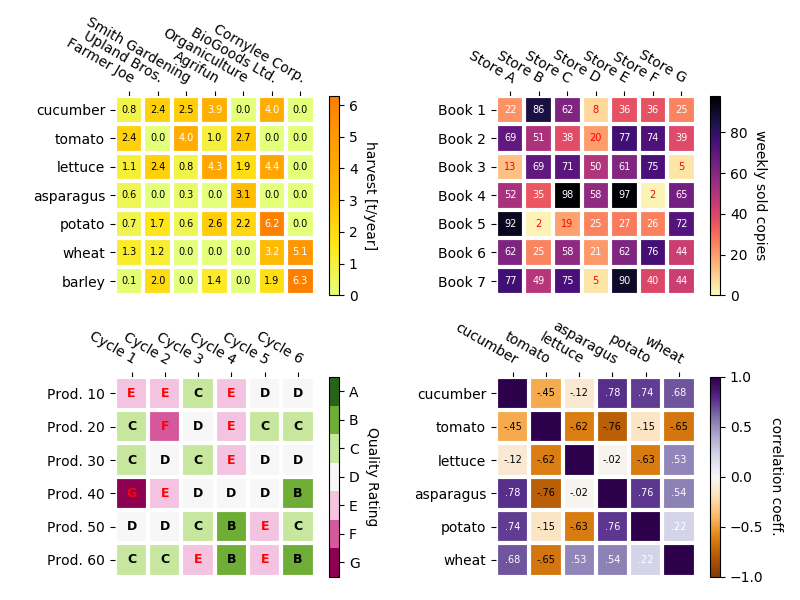 Farmer Joe Upland Bros. Smith Gardening Agrifun Organiculture BioGoods Ltd. Cornylee Corp.
cucumber 0.8 2.4 2.5 3.9 0.0 4.0 0.0
tomato 2.4 0.0 4.0 1.0 2.7 0.0 0.0
lettuce 1.1 2.4 0.8 4.3 1.9 4.4 0.0
asparagus 0.6 0.0 0.3 0.0 3.1 0.0 0.0
potato 0.7 1.7 0.6 2.6 2.2 6.2 0.0
wheat 1.3 1.2 0.0 0.0 0.0 3.2 5.1
barley 0.1 2.0 0.0 1.4 0.0 1.9 6.3
6
5
4
3
2
1
0
harvest [t/year]
Store A Store B Store C Store D Store E Store F Store G
Book 1 22 86 62 8 36 36 25
Book 2 69 51 38 20 77 74 39
Book 3 13 69 71 50 61 75 5
Book 4 52 35 98 58 97 2 65
Book 5 92 2 19 25 27 26 72
Book 6 62 25 58 21 62 76 44
Book 7 77 49 75 5 90 40 44
80
60
40
20
0
weekly sold copies
Cycle 1 Cycle 2 Cycle 3 Cycle 4 Cycle 5 Cycle 6
Prod. 10 E E C E D D
Prod. 20 C F D E C C
Prod. 30 C D C E D D
Prod. 40 G E D D D B
Prod. 50 D D C B E C
Prod. 60 C C E B E B
A
B
C
D
E
F
G
Quality Rating
cucumber tomato lettuce asparagus potato wheat
cucumber -.45 -.12 .78 .74 .68
tomato -.45 -.62 -.76 -.15 -.65
lettuce -.12 -.62 -.02 -.63 .53
asparagus .78 -.76 -.02 .76 .54
potato .74 -.15 -.63 .76 .22
wheat .68 -.65 .53 .54 .22
1.0
0.5
0.0
−0.5
−1.0
correlation coeff.